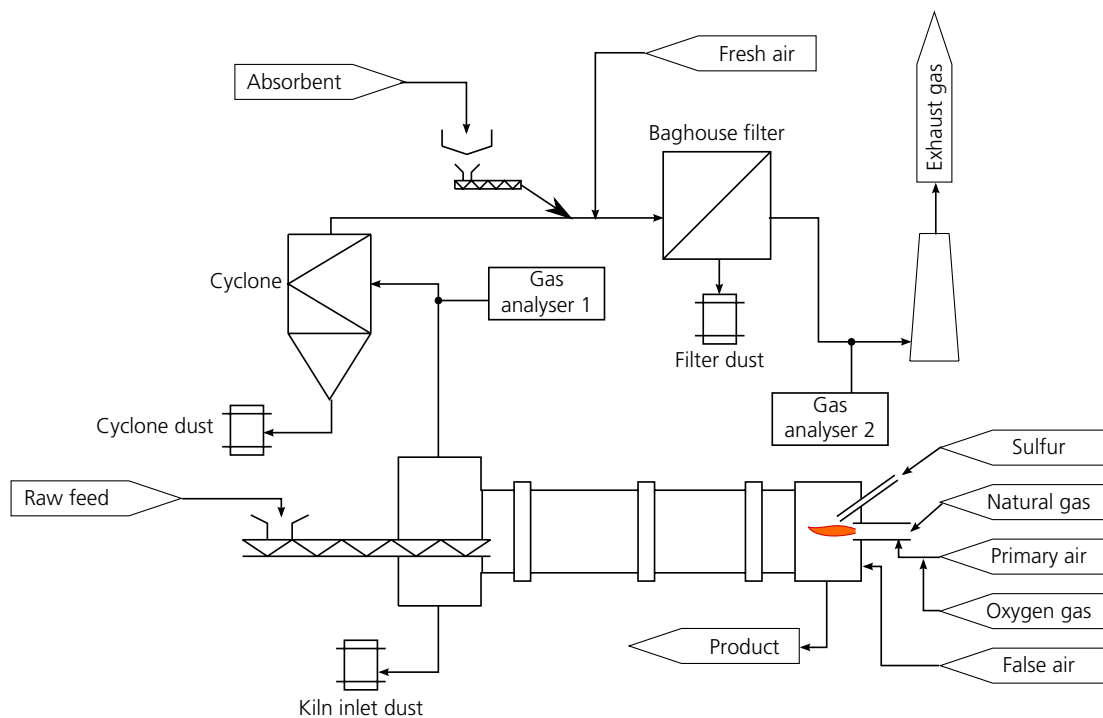 Fresh air
Absorbent
Exhaust gas
Baghouse filter
Cyclone
Gas
analyser 1
Filter dust
Cyclone dust
Gas
analyser 2
Sulfur
Raw feed
Natural gas
Primary air
Oxygen gas
Product
False air
Kiln inlet dust